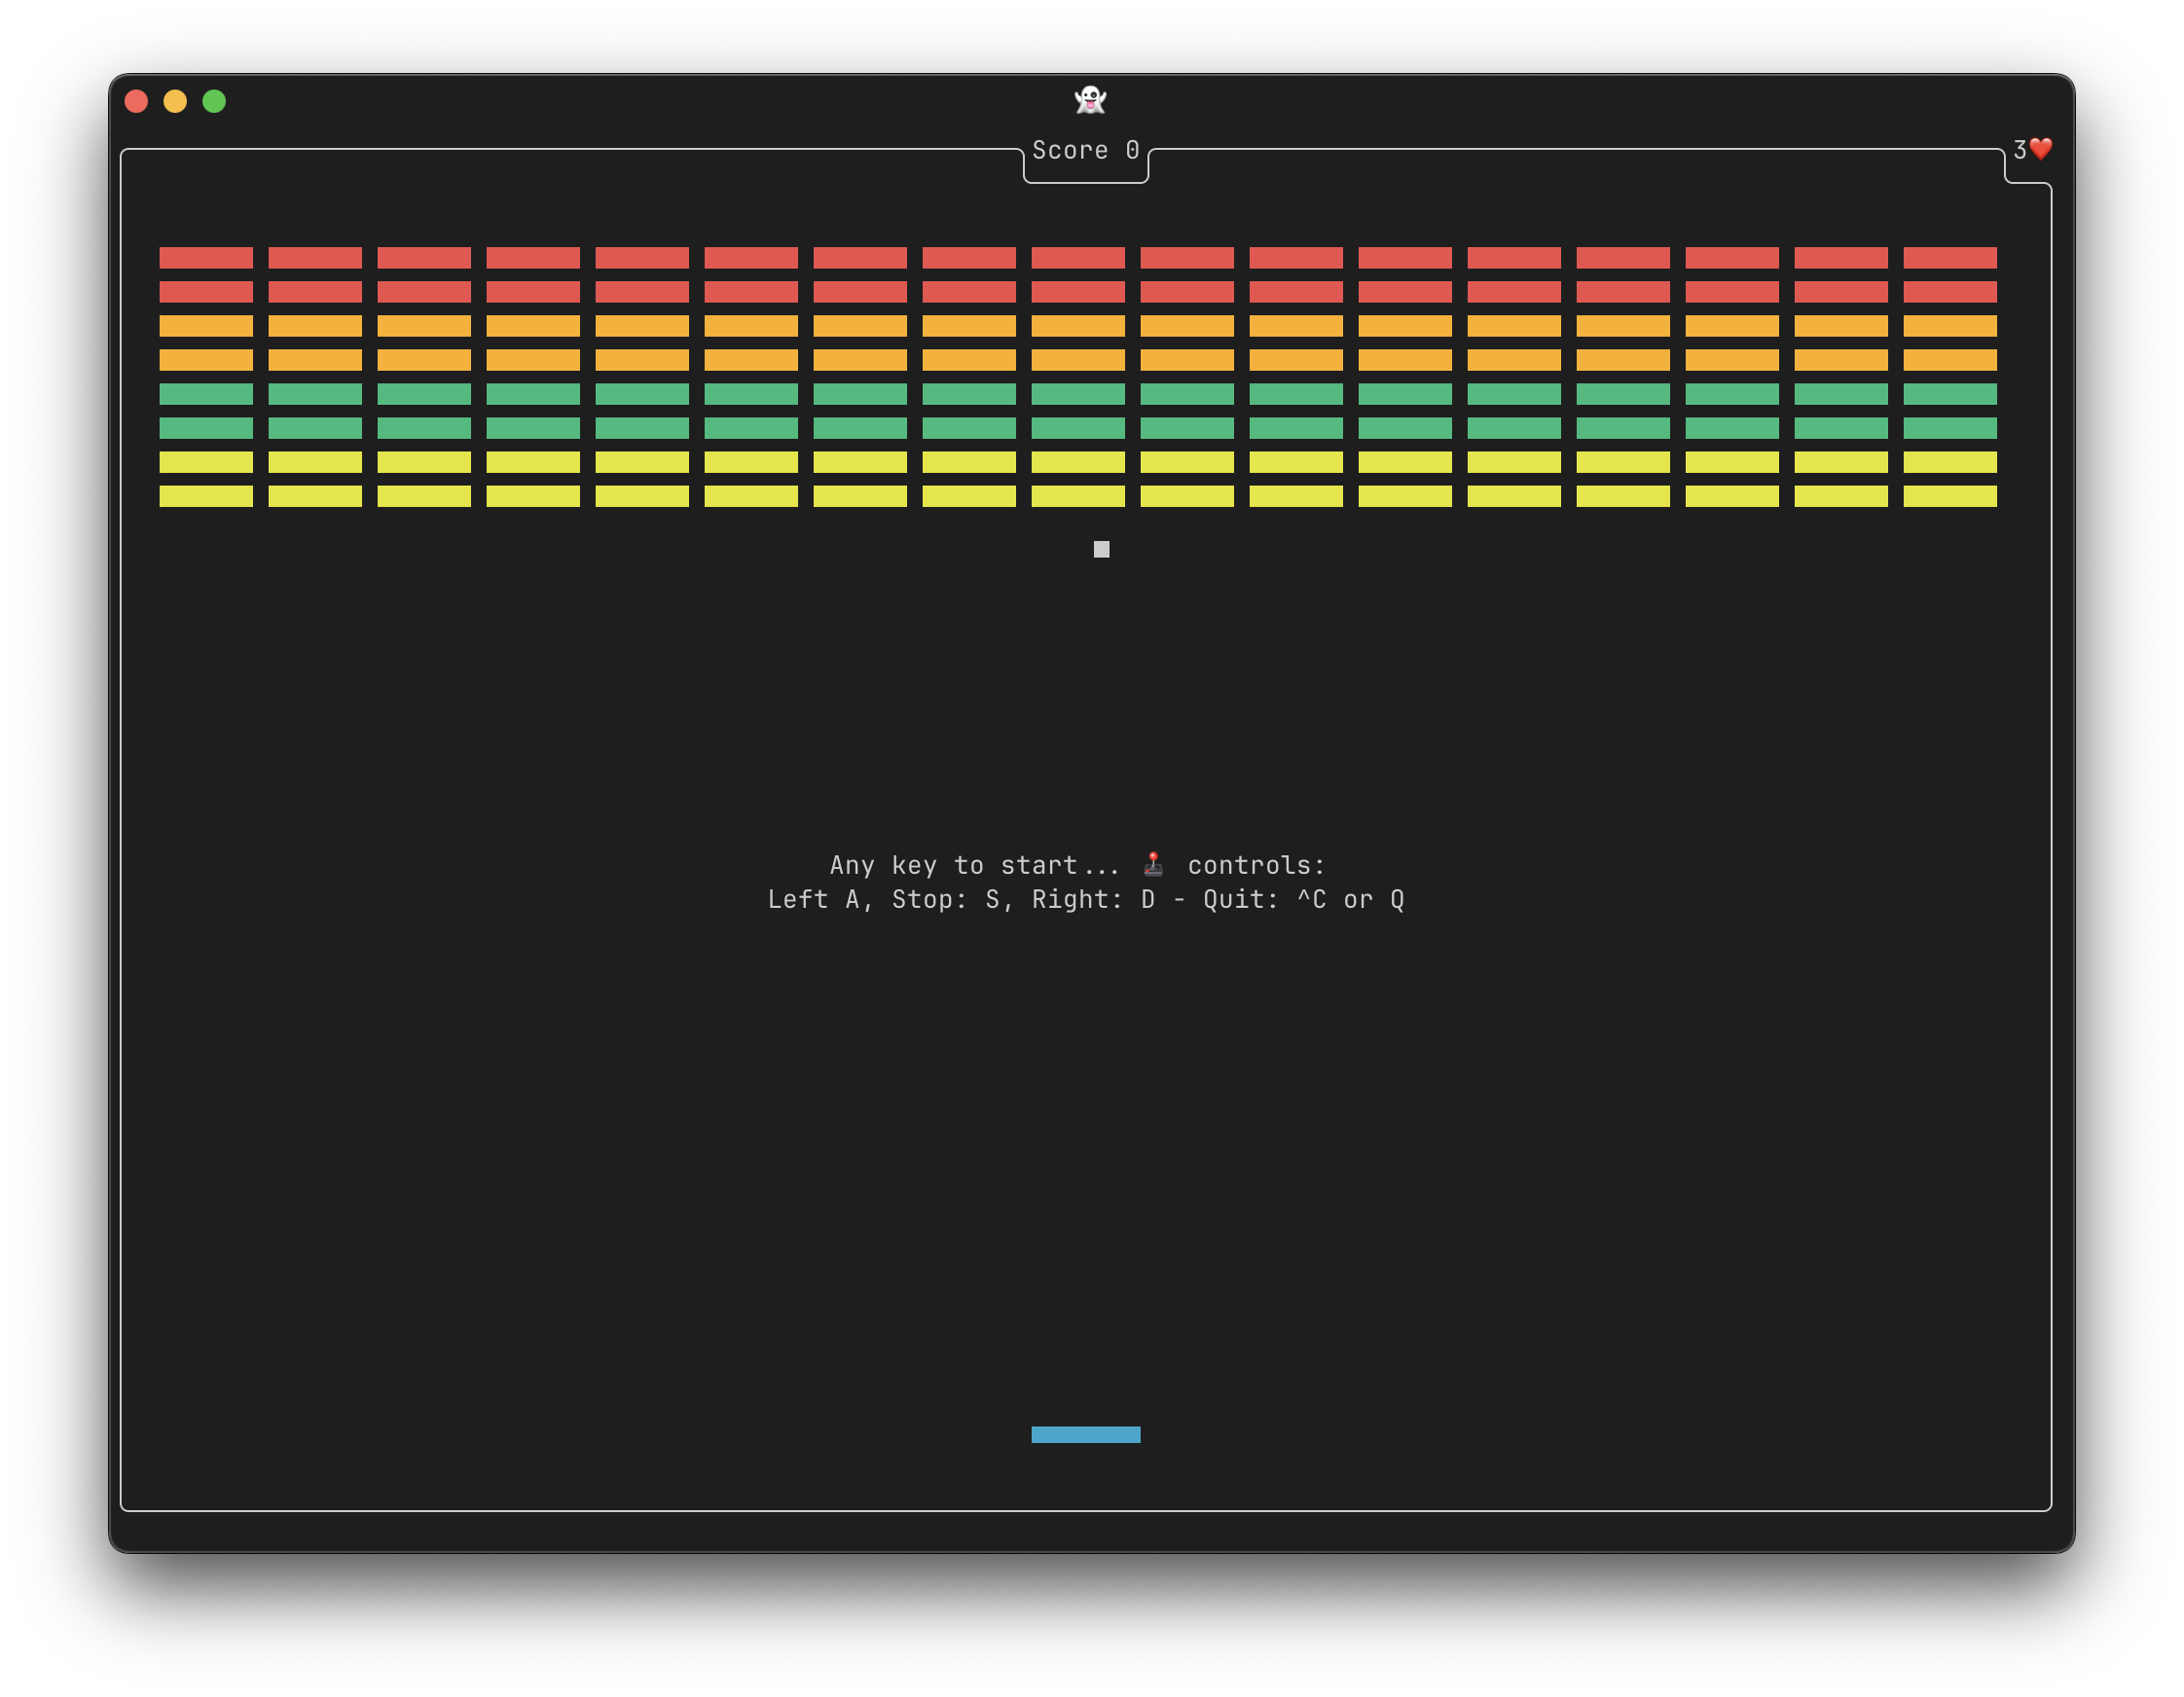 Score 0
3❤️
Any key to start... 🕹️ controls:
Left A, Stop: S, Right: D - Quit: ^C or Q